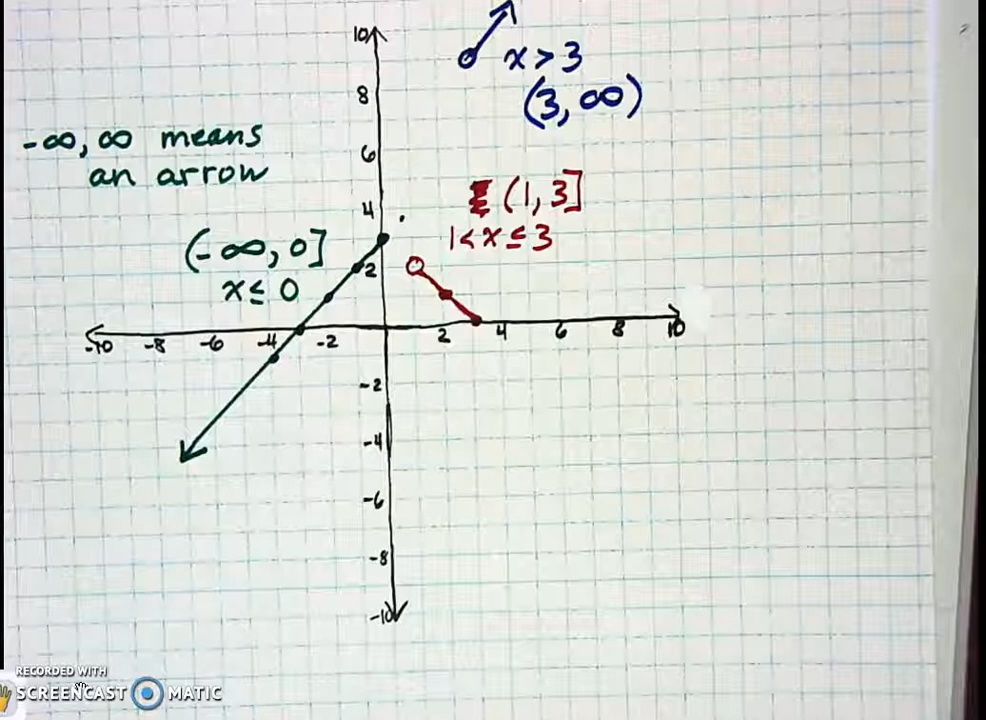 10
x > 3
8
(3, ∞)
-∞, ∞ means
6
an arrow
(1, 3]
4
1 < x ≤ 3
(-∞, 0]
2
x ≤ 0
-10 -8 -6 -4 -2 2 4 6 8 10
-2
-4
-6
-8
-10
RECORDED WITH
SCREENCAST MATIC